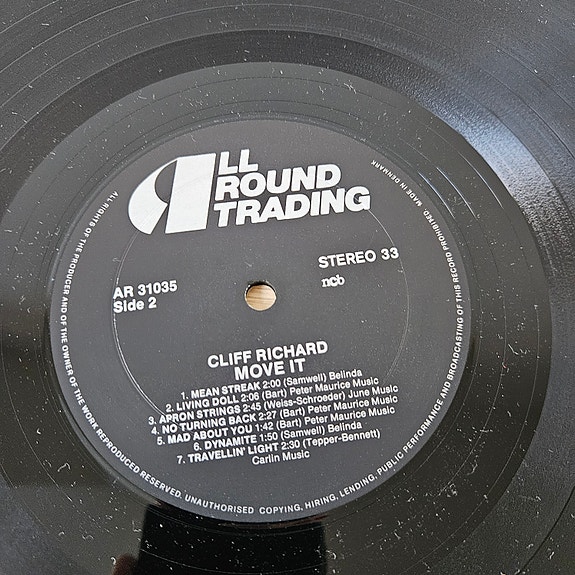 ALL
ROUND
TRADING
ALL RIGHTS OF THE PRODUCER AND OF THE OWNER OF THE WORK REPRODUCED RESERVED. UNAUTHORISED COPYING, HIRING, LENDING, PUBLIC PERFORMANCE AND BROADCASTING OF THIS RECORD PROHIBITED MADE IN DENMARK
AR 31035
Side 2
STEREO 33
ncb
CLIFF RICHARD
MOVE IT
1. MEAN STREAK 2:00 (Samwell) Belinda
2. LIVING DOLL 2:06 (Bart) Peter Maurice Music
3. APRON STRINGS 2:45 (Weiss-Schroeder) June Music
4. NO TURNING BACK 2:27 (Bart) Peter Maurice Music
5. MAD ABOUT YOU 1:42 (Bart) Peter Maurice Music
6. DYNAMITE 1:50 (Samwell) Belinda
7. TRAVELLIN' LIGHT 2:30 (Tepper-Bennett)
Carlin Music